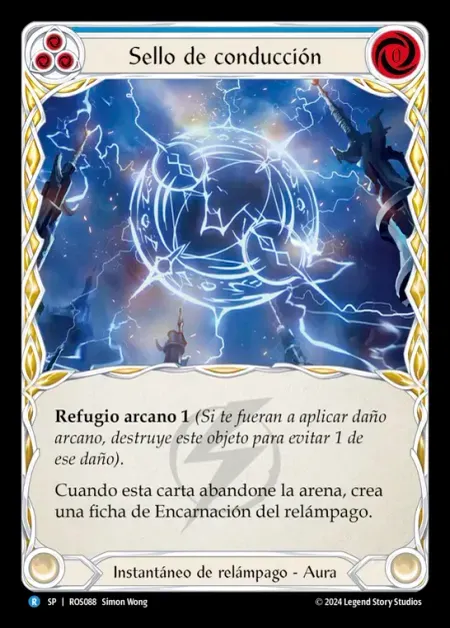 Sello de conducción
0
Refugio arcano 1 (Si te fueran a aplicar daño
arcano, destruye este objeto para evitar 1 de
ese daño).
Cuando esta carta abandone la arena, crea
una ficha de Encarnación del relámpago.
Instantáneo de relámpago - Aura
R SP | ROS088 Simon Wong © 2024 Legend Story Studios